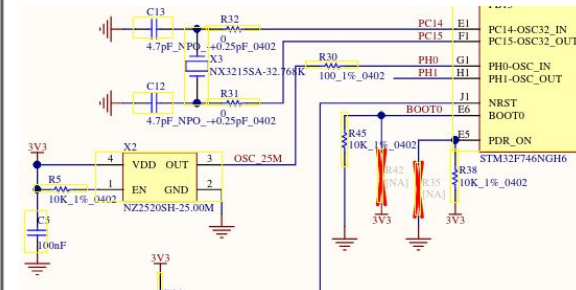 C13
R32
4.7pF_NPO_-+0.25pF_0402
0
X3
NX3215SA-32.768K
C12
R31
4.7pF_NPO_-+0.25pF_0402
0
PC14
E1
PC14-OSC32_IN
PC15
F1
PC15-OSC32_OUT
R30
100_1%_0402
PH0
G1
PH0-OSC_IN
PH1
H1
PH1-OSC_OUT
J1
NRST
BOOT0
E6
BOOT0
R45
10K_1%_0402
E5
PDR_ON
STM32F746NGH6
R42
[NA]
R35
[NA]
R38
10K_1%_0402
3V3
3V3
3V3
X2
4
VDD
OUT
3
OSC_25M
R5
1
EN
GND
2
10K_1%_0402
NZ2520SH-25.00M
C5
100nF
3V3